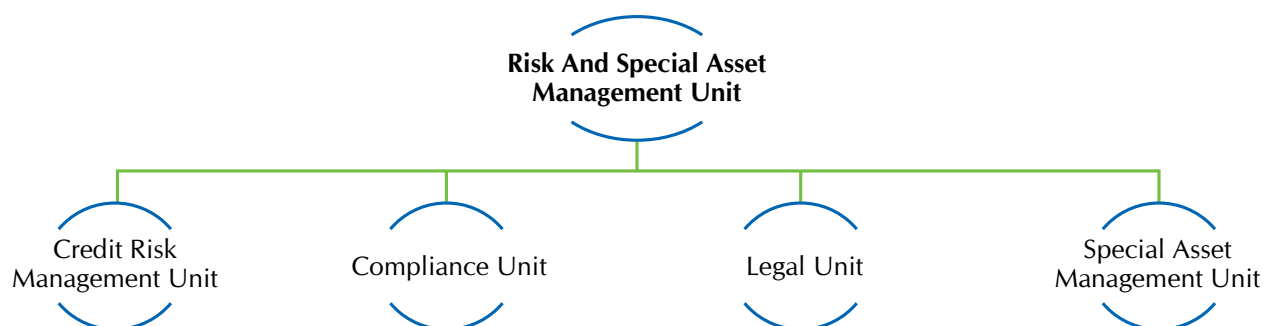 Risk And Special Asset
Management Unit
Credit Risk
Management Unit
Compliance Unit
Legal Unit
Special Asset
Management Unit